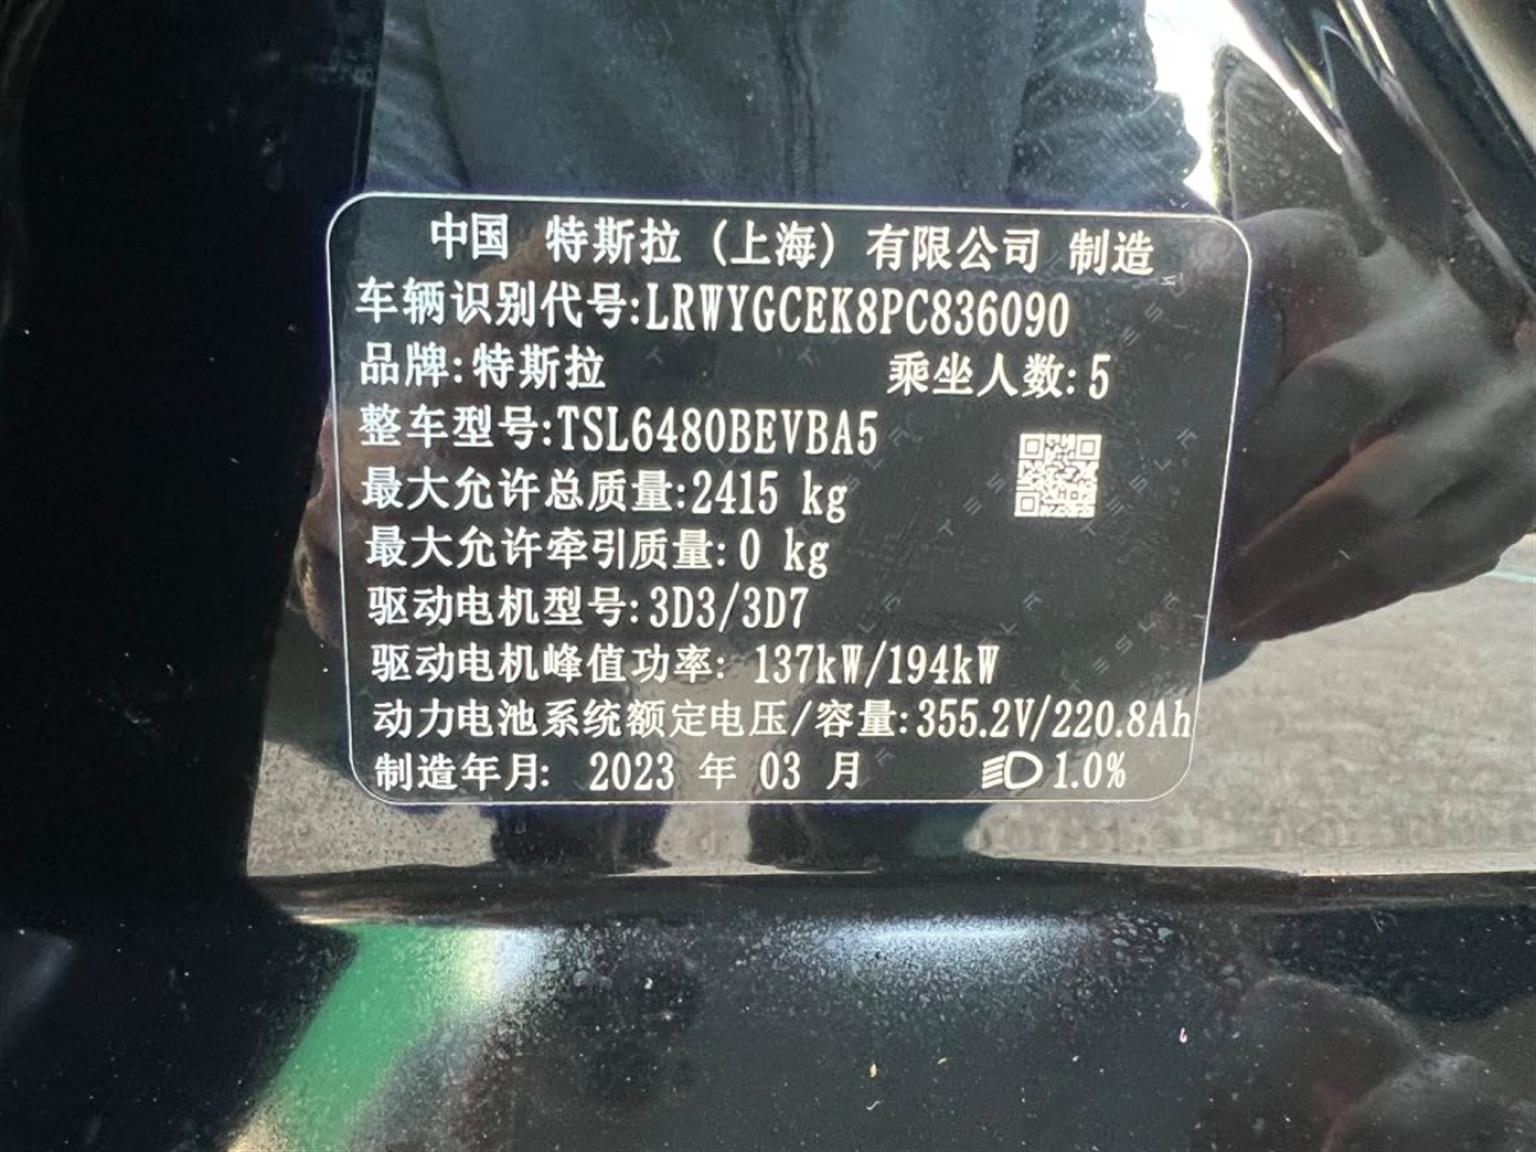 中国 特斯拉(上海)有限公司 制造
车辆识别代号:LRWYGCEK8PC836090
品牌:特斯拉 乘坐人数:5
整车型号:TSL6480BEVBA5
最大允许总质量:2415 kg
最大允许牵引质量:0 kg
驱动电机型号:3D3/3D7
驱动电机峰值功率: 137kW/194kW
动力电池系统额定电压/容量:355.2V/220.8Ah
制造年月: 2023 年 03 月 1.0%
TESLA
TESLA
TESLA
TESLA
TESLA